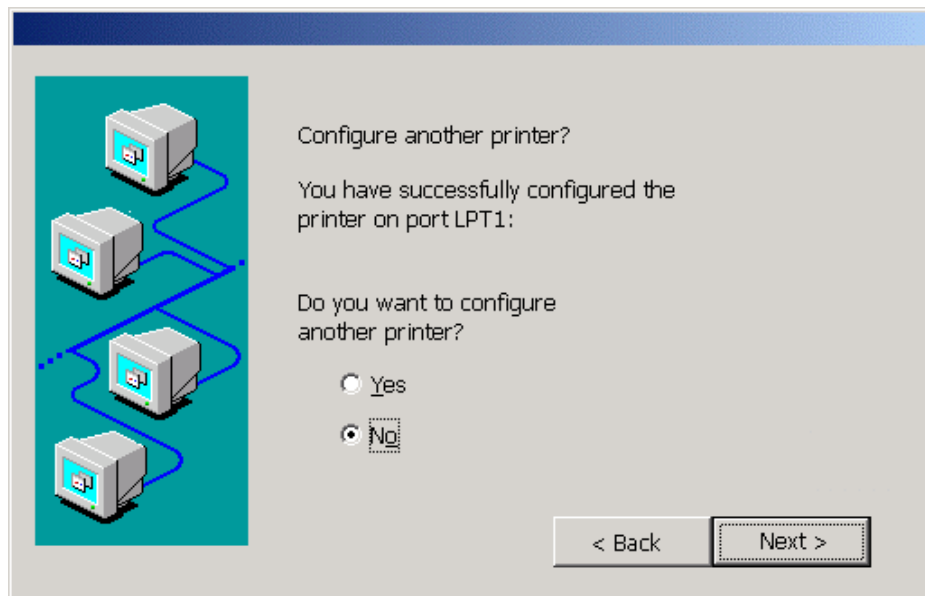 Configure another printer?
You have successfully configured the
printer on port LPT1:
Do you want to configure
another printer?
Yes
No
< Back
Next >